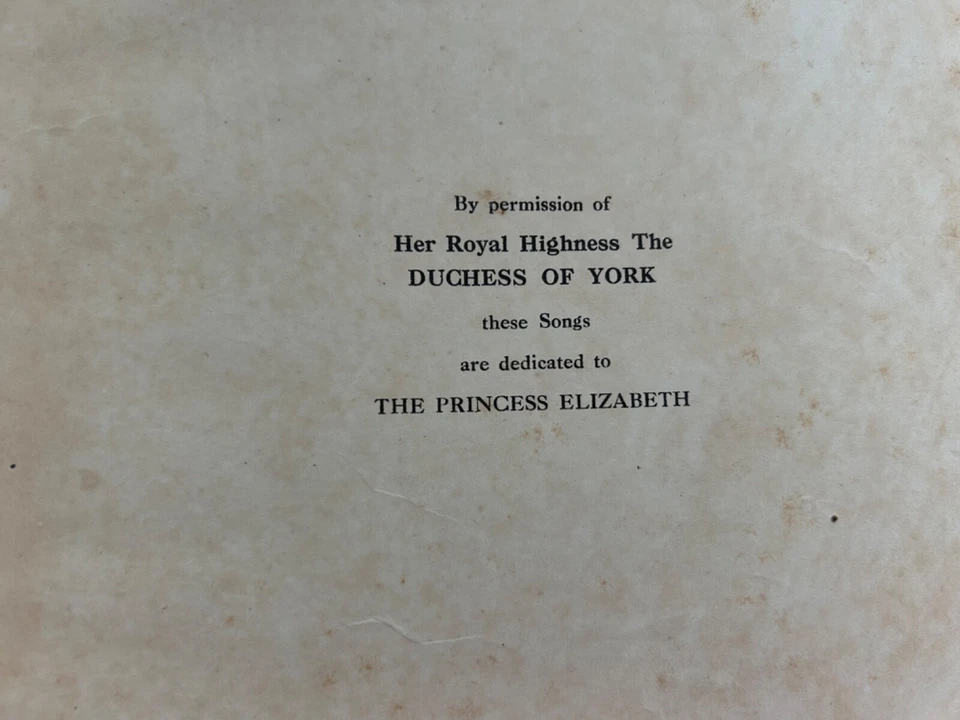 By permission of
Her Royal Highness The
DUCHESS OF YORK
these Songs
are dedicated to
THE PRINCESS ELIZABETH